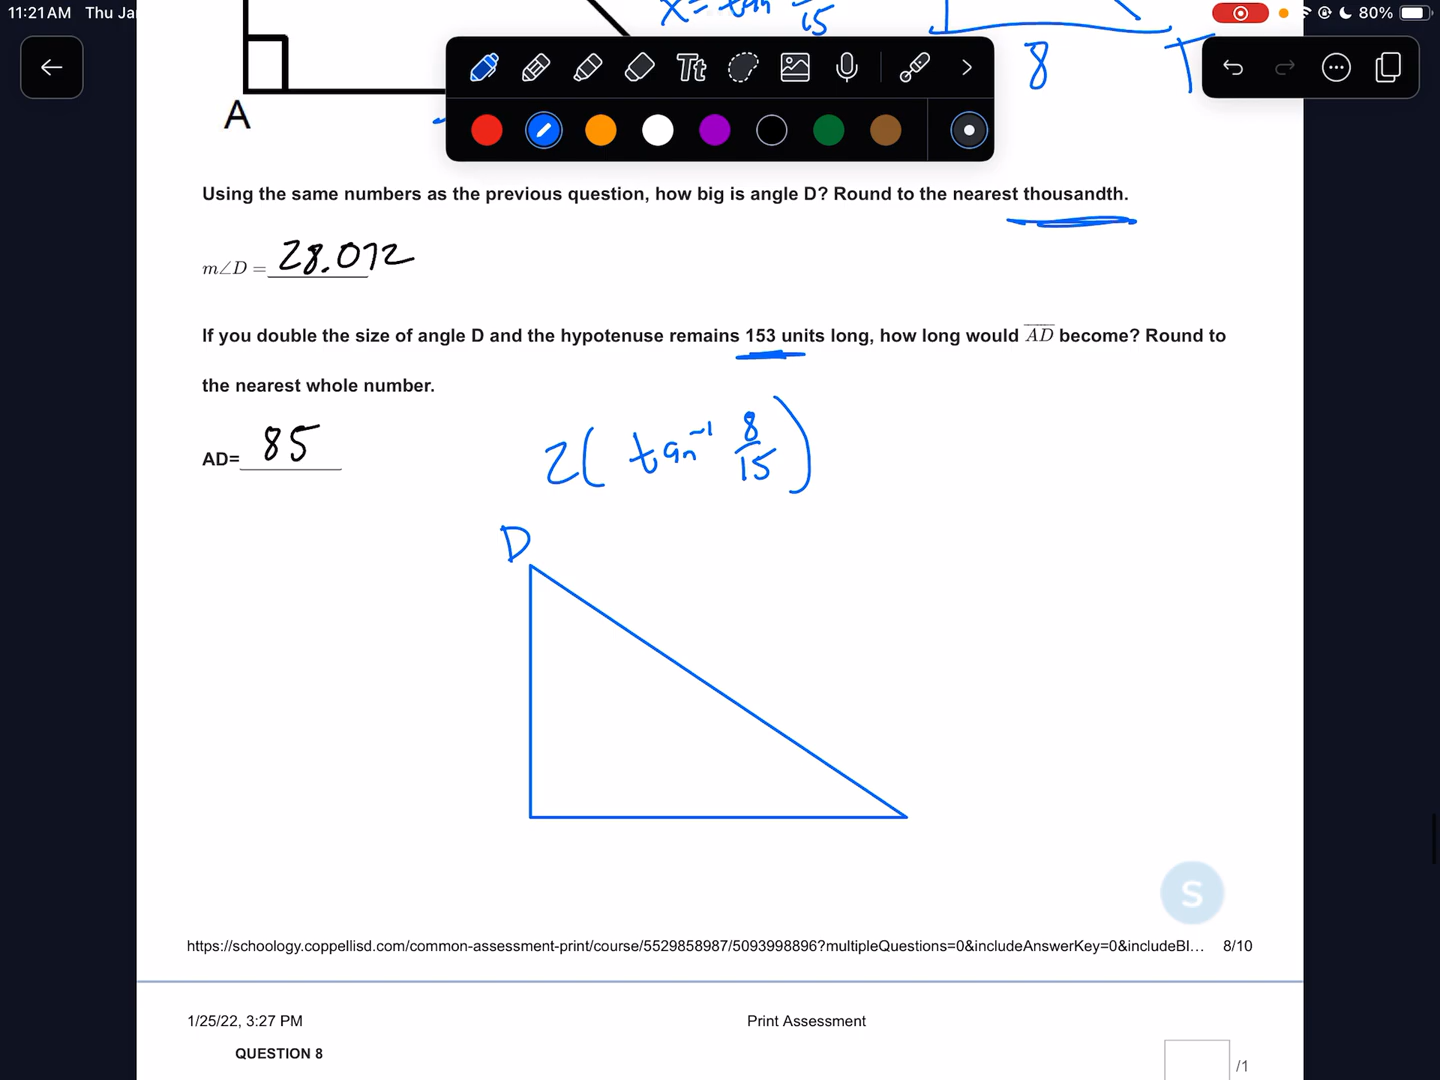 11:21 AM Thu Ja
80%
x = tan
15
8
T
A
Tt
Using the same numbers as the previous question, how big is angle D? Round to the nearest thousandth.
m∠D = 28.072
If you double the size of angle D and the hypotenuse remains 153 units long, how long would AD become? Round to
the nearest whole number.
AD= 85
2( tan⁻¹ 8/15 )
D
S
https://schoology.coppellisd.com/common-assessment-print/course/5529858987/5093998896?multipleQuestions=0&includeAnswerKey=0&includeBl… 8/10
1/25/22, 3:27 PM Print Assessment
QUESTION 8
/1